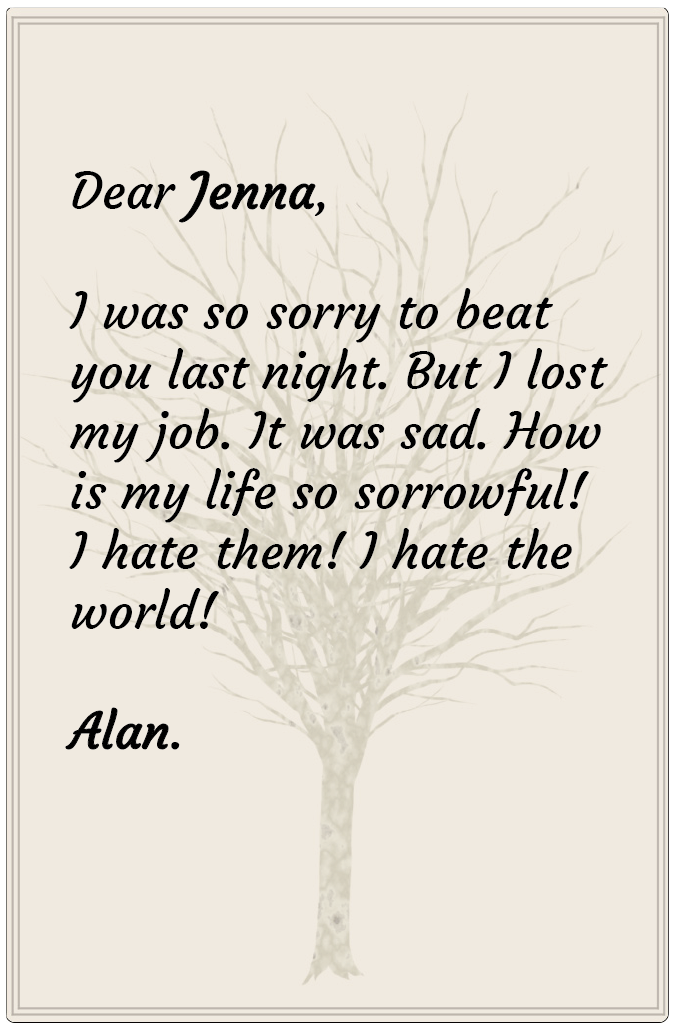 Dear Jenna,
I was so sorry to beat
you last night. But I lost
my job. It was sad. How
is my life so sorrowful!
I hate them! I hate the
world!
Alan.